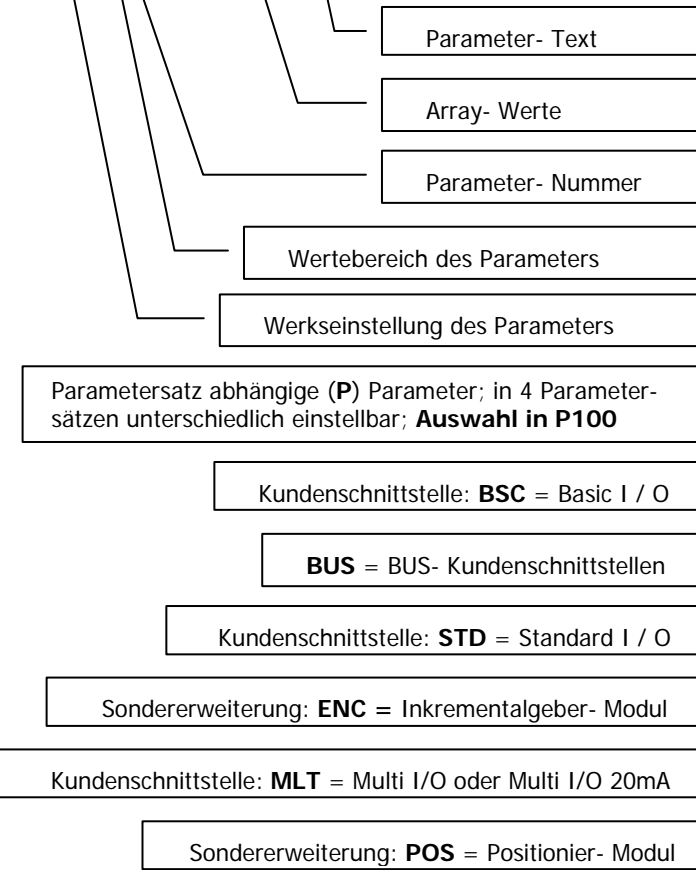 Parameter- Text
Array- Werte
Parameter- Nummer
Wertebereich des Parameters
Werkseinstellung des Parameters
Parametersatz abhängige (P) Parameter; in 4 Parameter-
sätzen unterschiedlich einstellbar; Auswahl in P100
Kundenschnittstelle: BSC = Basic I / O
BUS = BUS- Kundenschnittstellen
Kundenschnittstelle: STD = Standard I / O
Sondererweiterung: ENC = Inkrementalgeber- Modul
Kundenschnittstelle: MLT = Multi I/O oder Multi I/O 20mA
Sondererweiterung: POS = Positionier- Modul